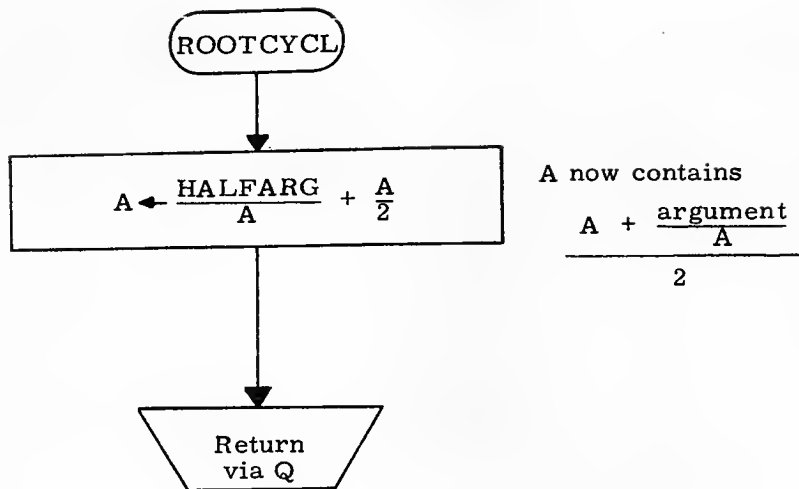 ROOTCYCL
A ← HALFARG/A + A/2
A now contains
A + argument/A
2
Return
via Q